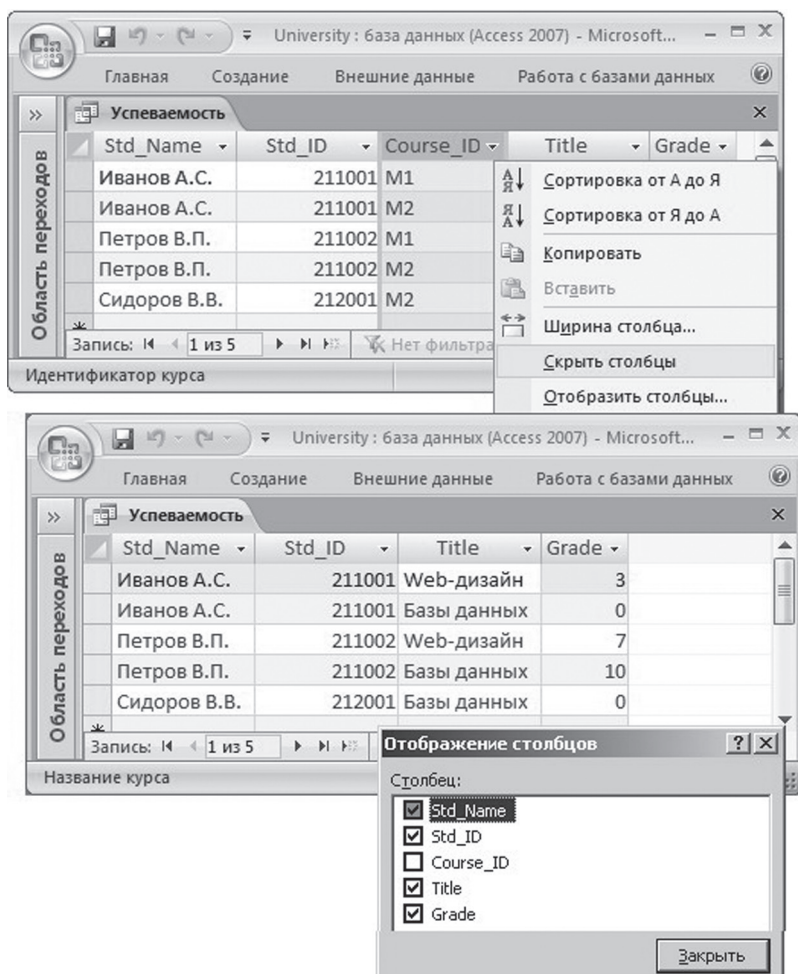 University : база данных (Access 2007) - Microsoft...
Главная Создание Внешние данные Работа с базами данных
Успеваемость
Область переходов
Std_Name Std_ID Course_ID Title Grade
Иванов А.С. 211001 M1
Иванов А.С. 211001 M2
Петров В.П. 211002 M1
Петров В.П. 211002 M2
Сидоров В.В. 212001 M2
Сортировка от А до Я
Сортировка от Я до А
Копировать
Вставить
Ширина столбца...
Скрыть столбцы
Отобразить столбцы...
Запись: 1 из 5 Нет фильтра
Идентификатор курса
University : база данных (Access 2007) - Microsoft...
Главная Создание Внешние данные Работа с базами данных
Успеваемость
Область переходов
Std_Name Std_ID Title Grade
Иванов А.С. 211001 Web-дизайн 3
Иванов А.С. 211001 Базы данных 0
Петров В.П. 211002 Web-дизайн 7
Петров В.П. 211002 Базы данных 10
Сидоров В.В. 212001 Базы данных 0
Запись: 1 из 5
Название курса
Отображение столбцов
Столбец:
Std_Name
Std_ID
Course_ID
Title
Grade
Закрыть